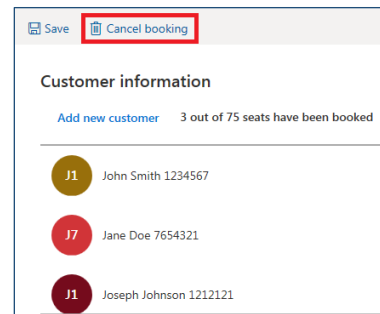 Save Cancel booking
Customer information
Add new customer 3 out of 75 seats have been booked
J1 John Smith 1234567
J7 Jane Doe 7654321
J1 Joseph Johnson 1212121